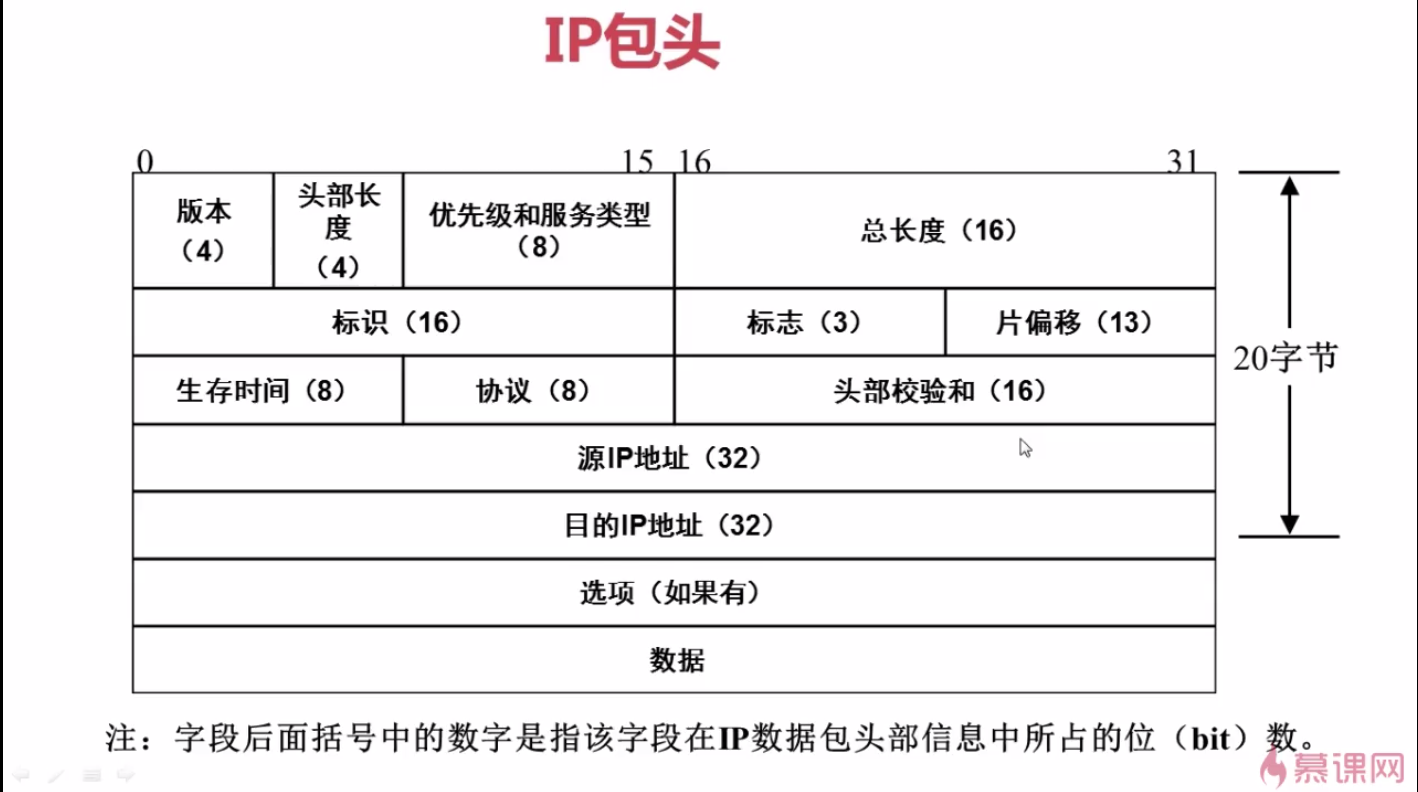 IP包头
0 15 16 31
版本
（4）
头部长
度
（4）
优先级和服务类型
（8）
总长度（16）
标识（16）
标志（3）
片偏移（13）
20字节
生存时间（8）
协议（8）
头部校验和（16）
源IP地址（32）
目的IP地址（32）
选项（如果有）
数据
注：字段后面括号中的数字是指该字段在IP数据包头部信息中所占的位（bit）数。
慕课网